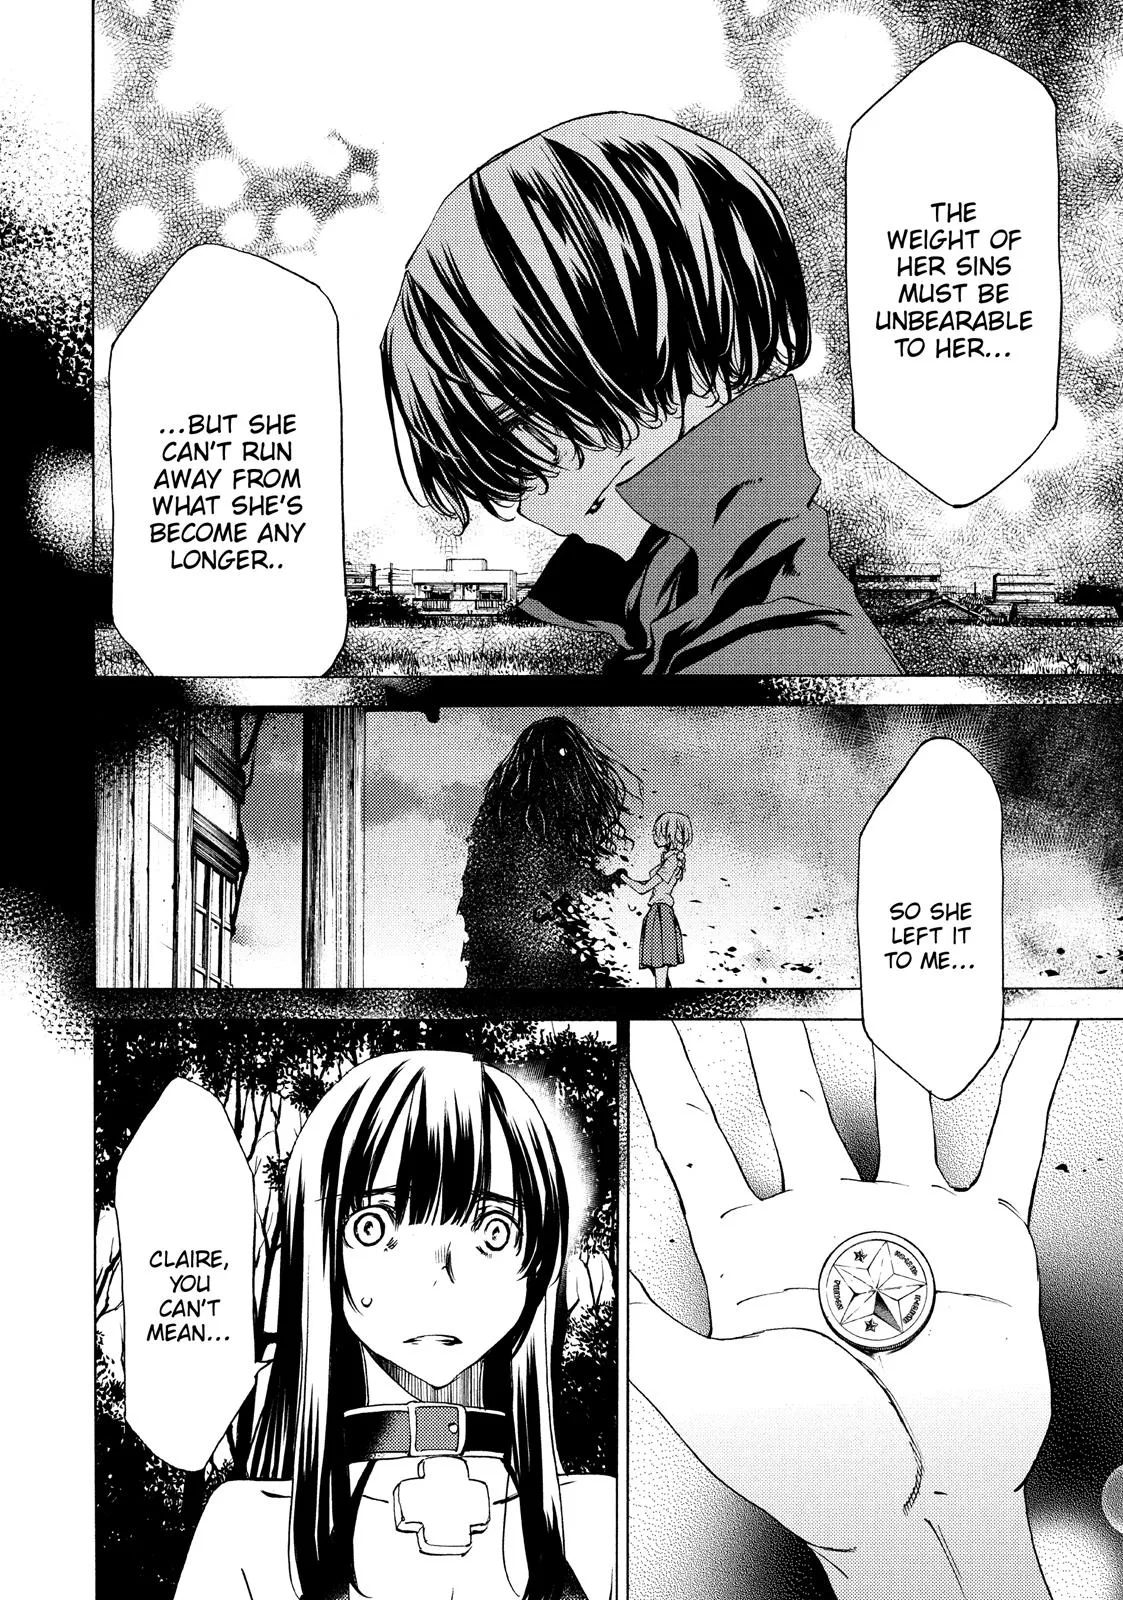 THE
WEIGHT OF
HER SINS
MUST BE
UNBEARABLE
TO HER...
...BUT SHE
CAN'T RUN
AWAY FROM
WHAT SHE'S
BECOME ANY
LONGER..
SO SHE
LEFT IT
TO ME...
CLAIRE,
YOU
CAN'T
MEAN...